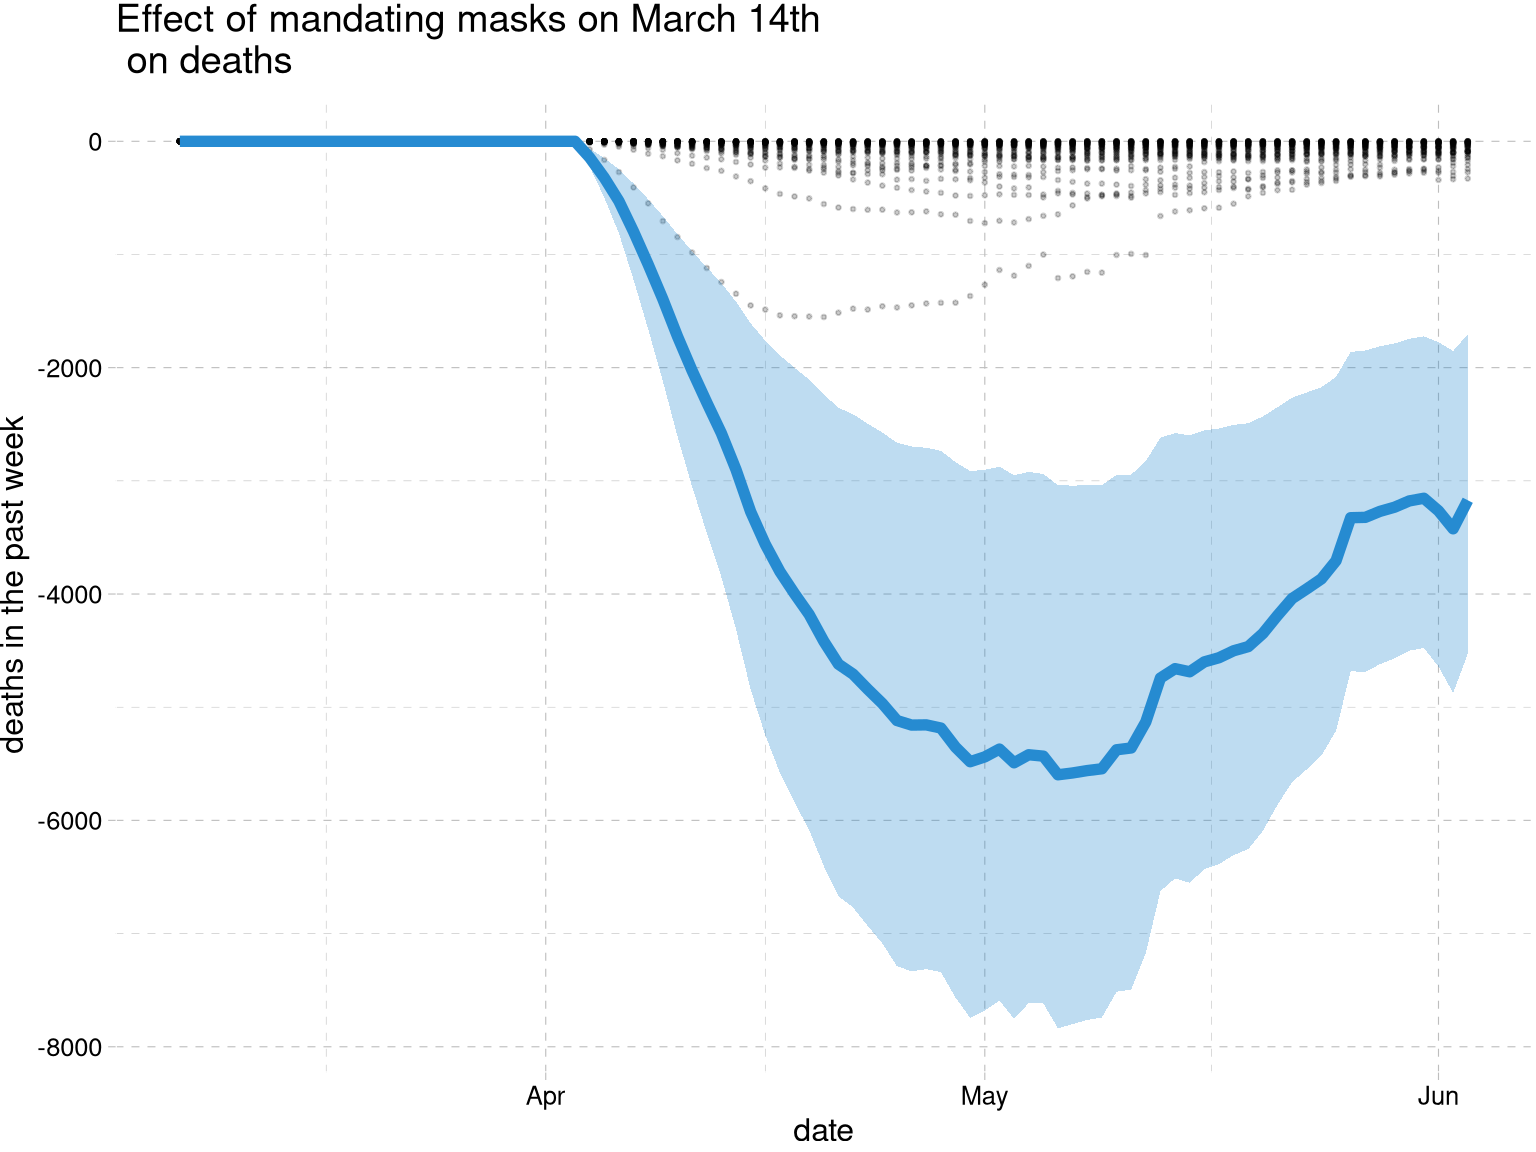 Effect of mandating masks on March 14th
on deaths
deaths in the past week
0
-2000
-4000
-6000
-8000
Apr
May
Jun
date